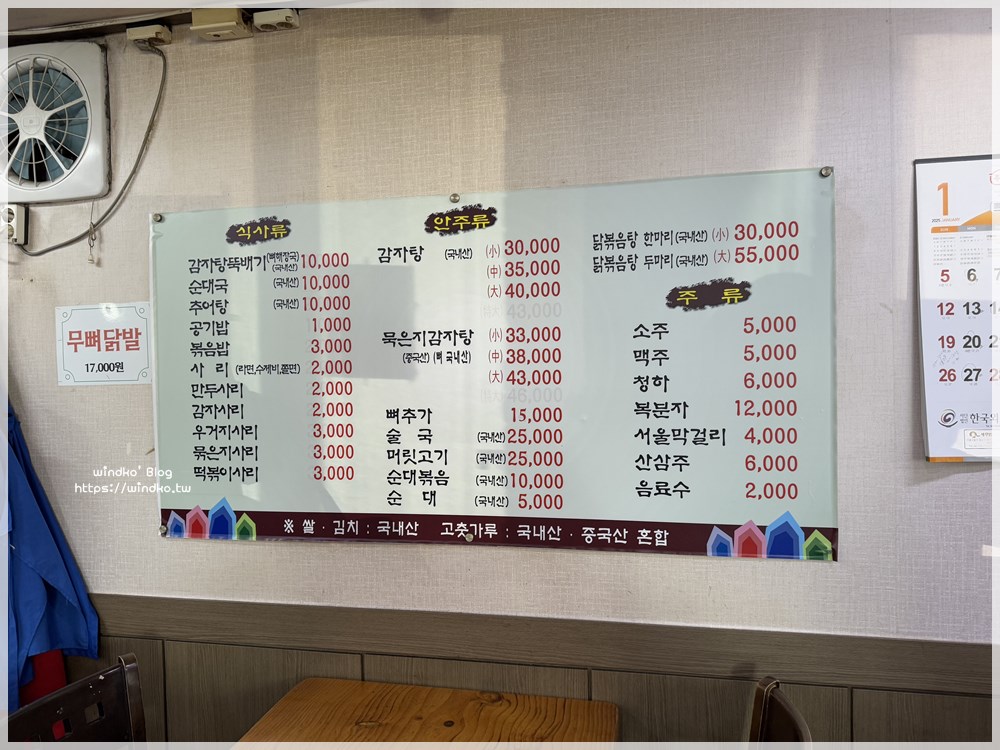 식사류
감자탕뚝배기 (뼈해장국) (국내산) 10,000
순대국 (국내산) 10,000
추어탕 (국내산) 10,000
공기밥 1,000
볶음밥 3,000
사 리 (라면,수제비,쫄면) 2,000
만두사리 2,000
감자사리 2,000
우거지사리 3,000
묵은지사리 3,000
떡볶이사리 3,000
안주류
감자탕 (국내산) (小) 30,000
(中) 35,000
(大) 40,000
43,000
묵은지감자탕 (小) 33,000
(중국산) (뼈 국내산) (中) 38,000
(大) 43,000
46,000
뼈추가 15,000
술 국 (국내산) 25,000
머릿고기 (국내산) 25,000
순대볶음 (국내산) 10,000
순 대 (국내산) 5,000
닭볶음탕 한마리 (국내산) (小) 30,000
닭볶음탕 두마리 (국내산) (大) 55,000
주 류
소주 5,000
맥주 5,000
청하 6,000
복분자 12,000
서울막걸리 4,000
산삼주 6,000
음료수 2,000
※ 쌀 · 김치 : 국내산 고춧가루 : 국내산 · 중국산 혼합
무뼈닭발
17,000원
windko' Blog
https://windko.tw
1
5 6
12 13
19 20
26 27
한국의